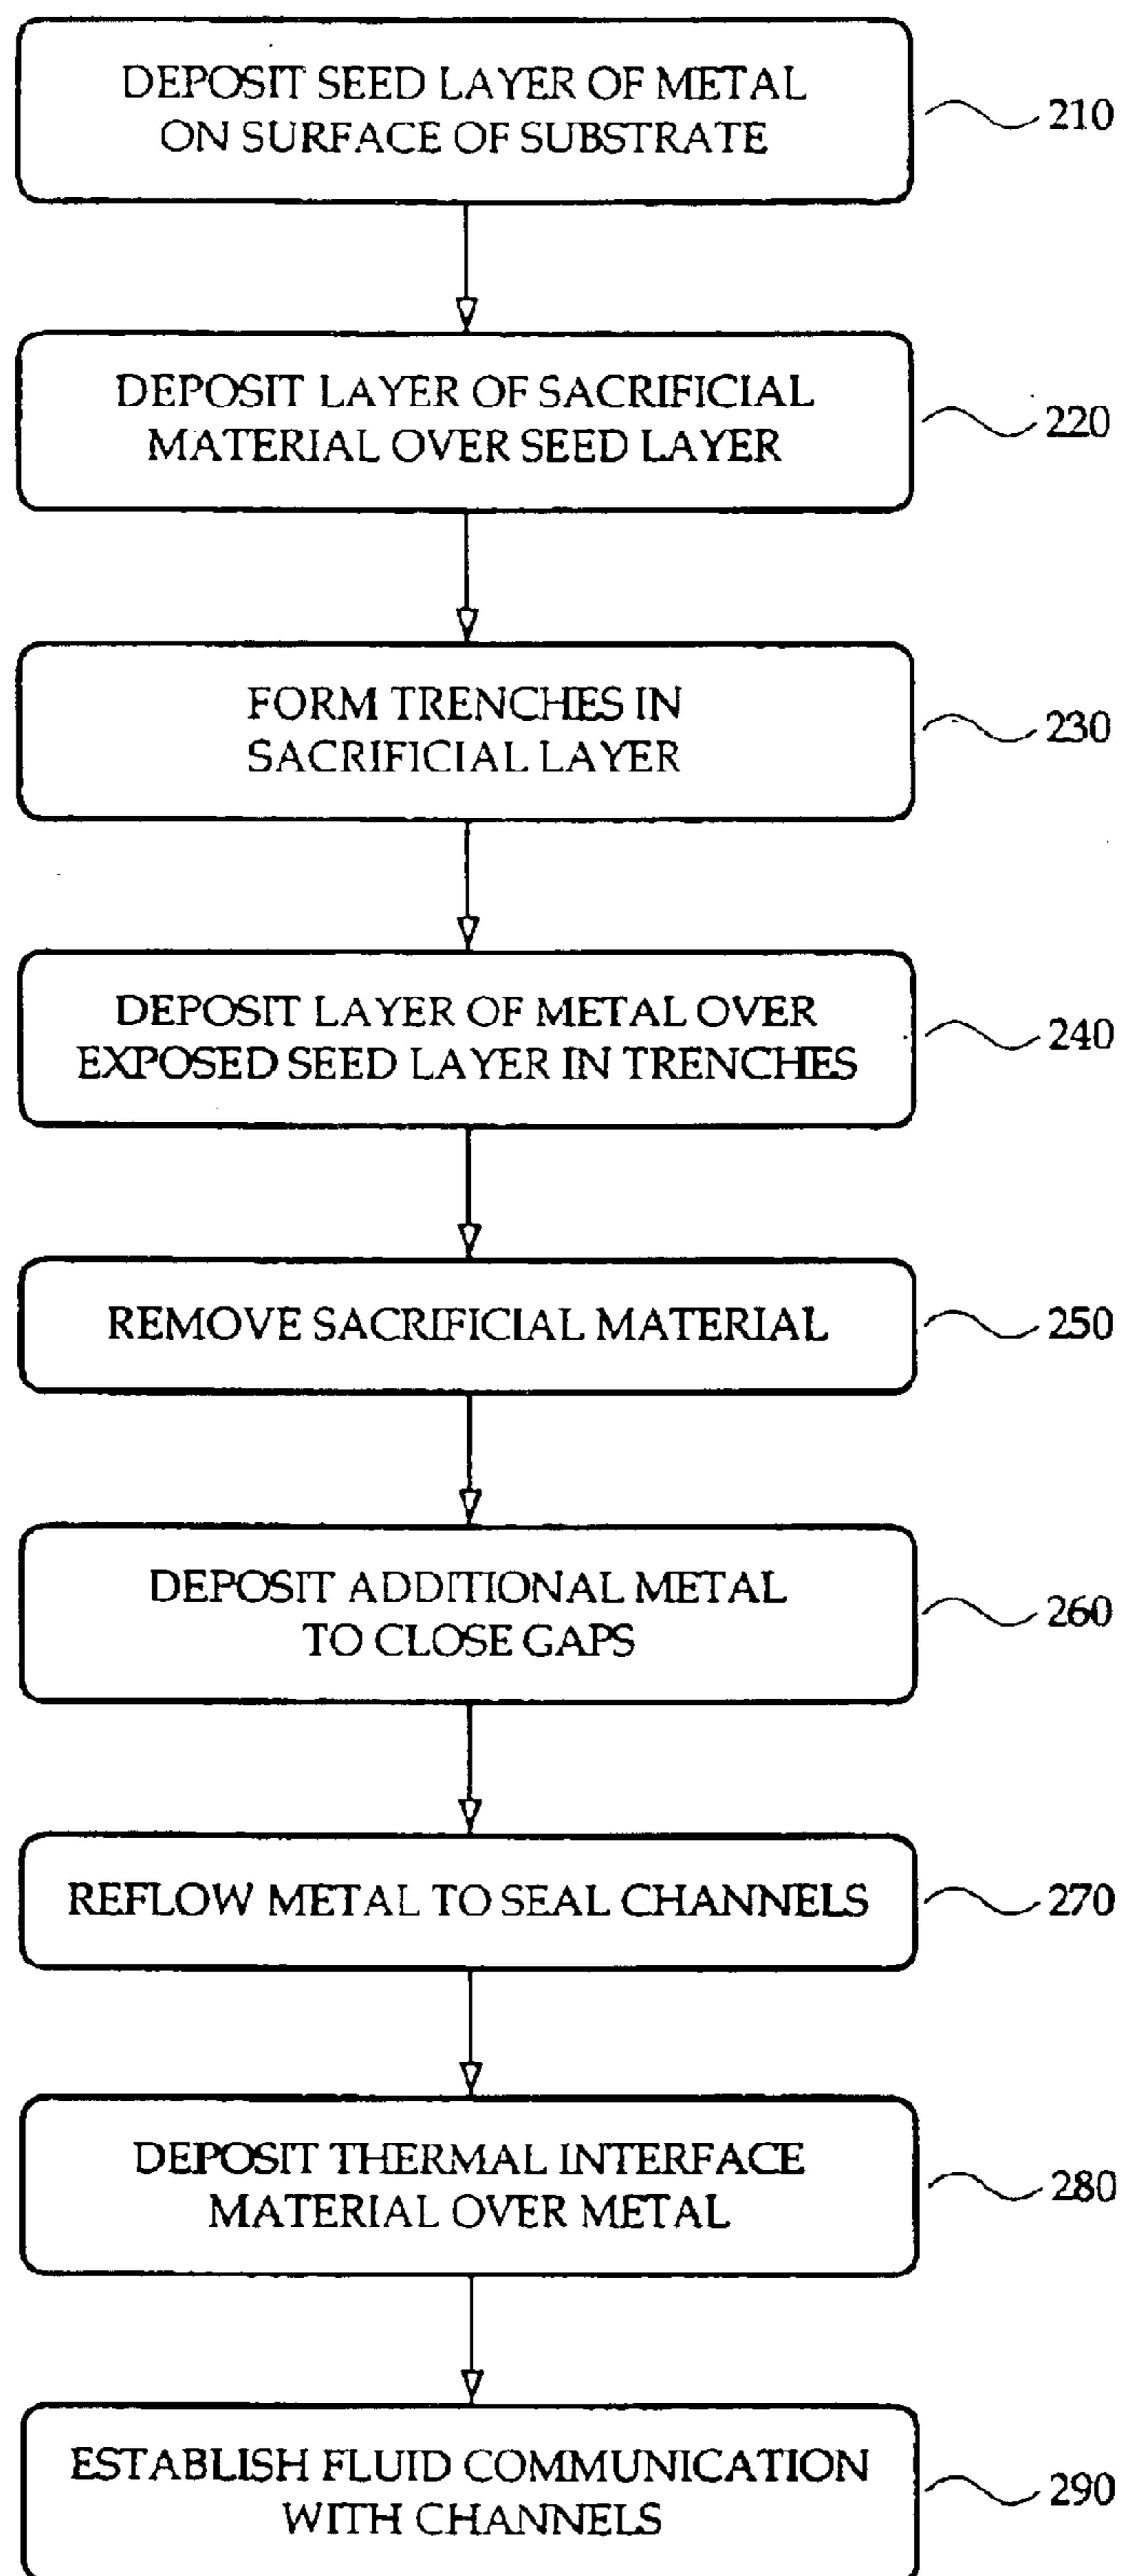 DEPOSIT SEED LAYER OF METAL
ON SURFACE OF SUBSTRATE
210
DEPOSIT LAYER OF SACRIFICIAL
MATERIAL OVER SEED LAYER
220
FORM TRENCHES IN
SACRIFICIAL LAYER
230
DEPOSIT LAYER OF METAL OVER
EXPOSED SEED LAYER IN TRENCHES
240
REMOVE SACRIFICIAL MATERIAL
250
DEPOSIT ADDITIONAL METAL
TO CLOSE GAPS
260
REFLOW METAL TO SEAL CHANNELS
270
DEPOSIT THERMAL INTERFACE
MATERIAL OVER METAL
280
ESTABLISH FLUID COMMUNICATION
WITH CHANNELS
290